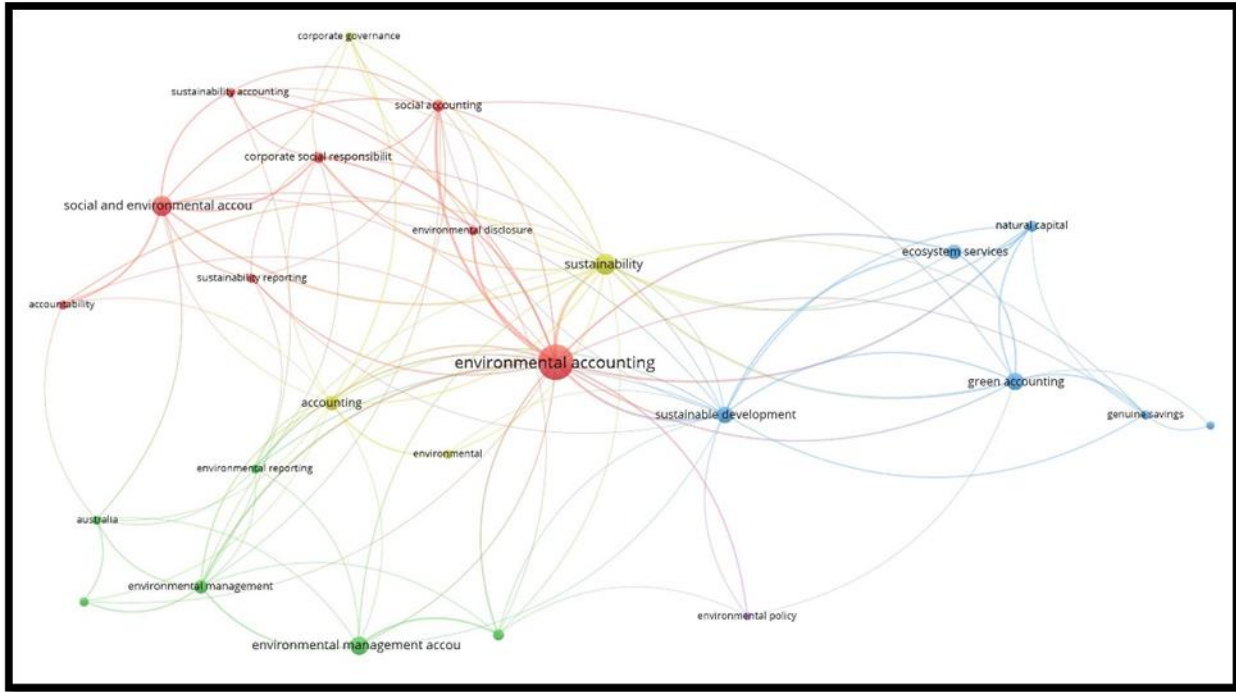 corporate governance
sustainability accounting
social accounting
corporate social responsibilit
social and environmental accou
natural capital
environmental disclosure
ecosystem services
sustainability
sustainability reporting
accountability
environmental accounting
green accounting
accounting
sustainable development
genuine savings
environmental
environmental reporting
australia
environmental management
environmental policy
environmental management accou